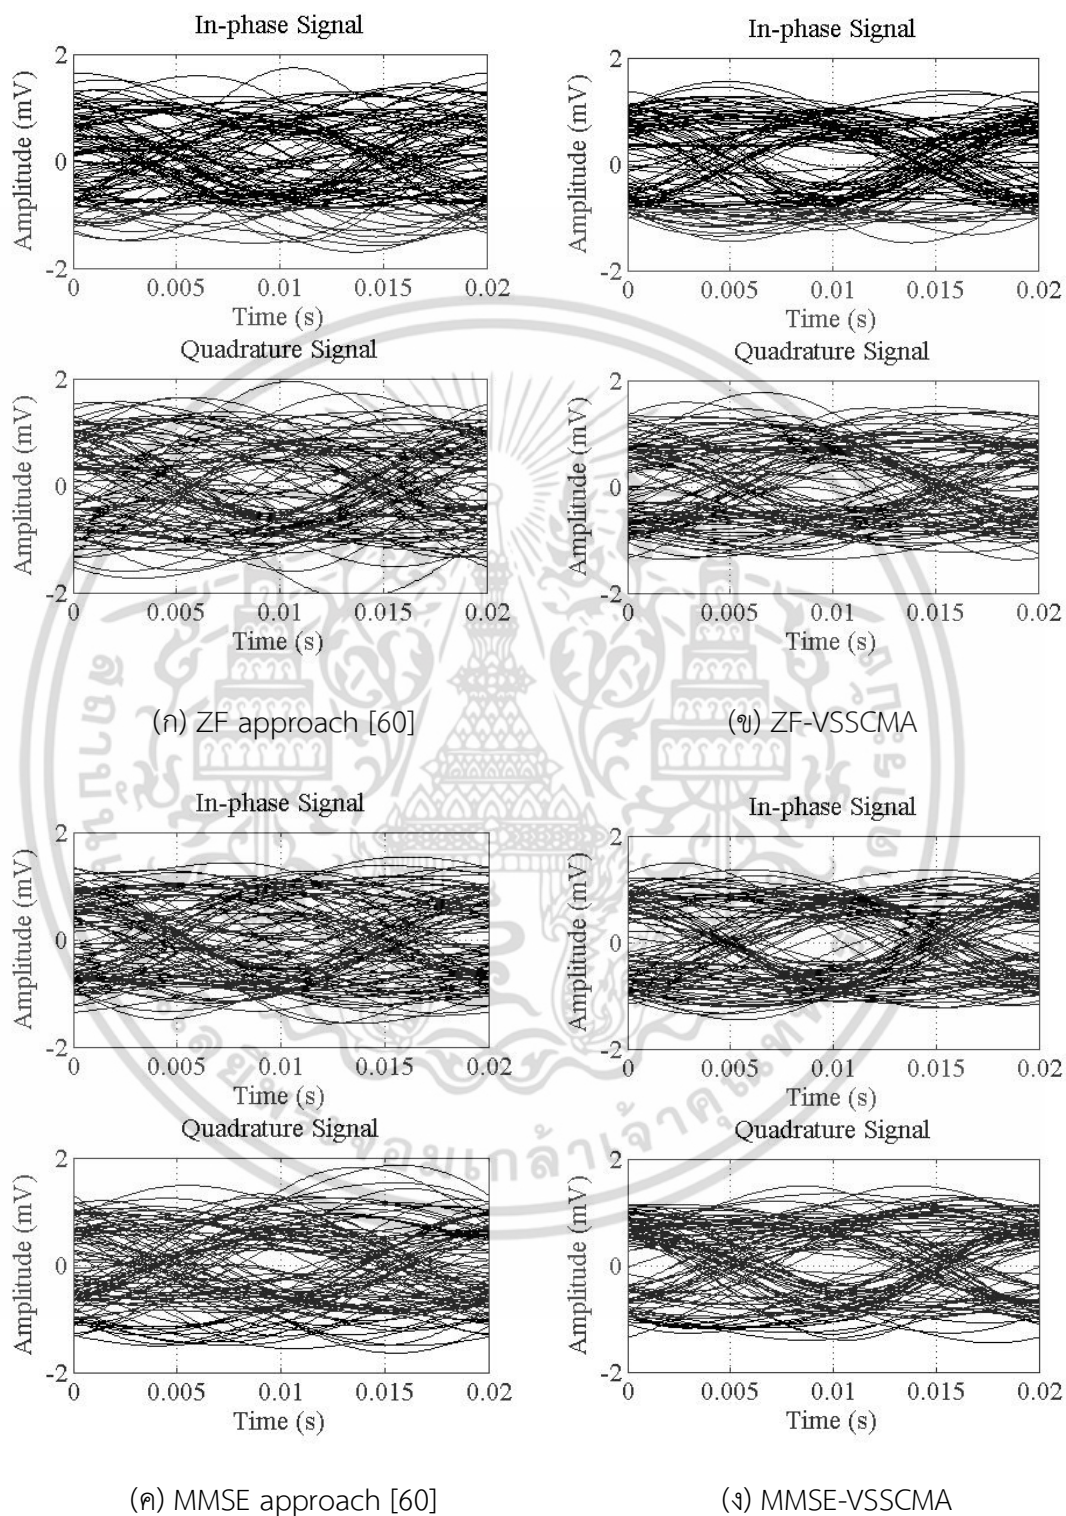 In-phase Signal
2
0
-2
Amplitude (mV)
0 0.005 0.01 0.015 0.02
Time (s)
Quadrature Signal
2
0
-2
Amplitude (mV)
0 0.005 0.01 0.015 0.02
Time (s)
(ก) ZF approach [60]
In-phase Signal
2
0
-2
Amplitude (mV)
0 0.005 0.01 0.015 0.02
Time (s)
Quadrature Signal
2
0
-2
Amplitude (mV)
0 0.005 0.01 0.015 0.02
Time (s)
(ข) ZF-VSSCMA
In-phase Signal
2
0
-2
Amplitude (mV)
0 0.005 0.01 0.015 0.02
Time (s)
Quadrature Signal
2
0
-2
Amplitude (mV)
0 0.005 0.01 0.015 0.02
Time (s)
(ค) MMSE approach [60]
In-phase Signal
2
0
-2
Amplitude (mV)
0 0.005 0.01 0.015 0.02
Time (s)
Quadrature Signal
2
0
-2
Amplitude (mV)
0 0.005 0.01 0.015 0.02
Time (s)
(ง) MMSE-VSSCMA